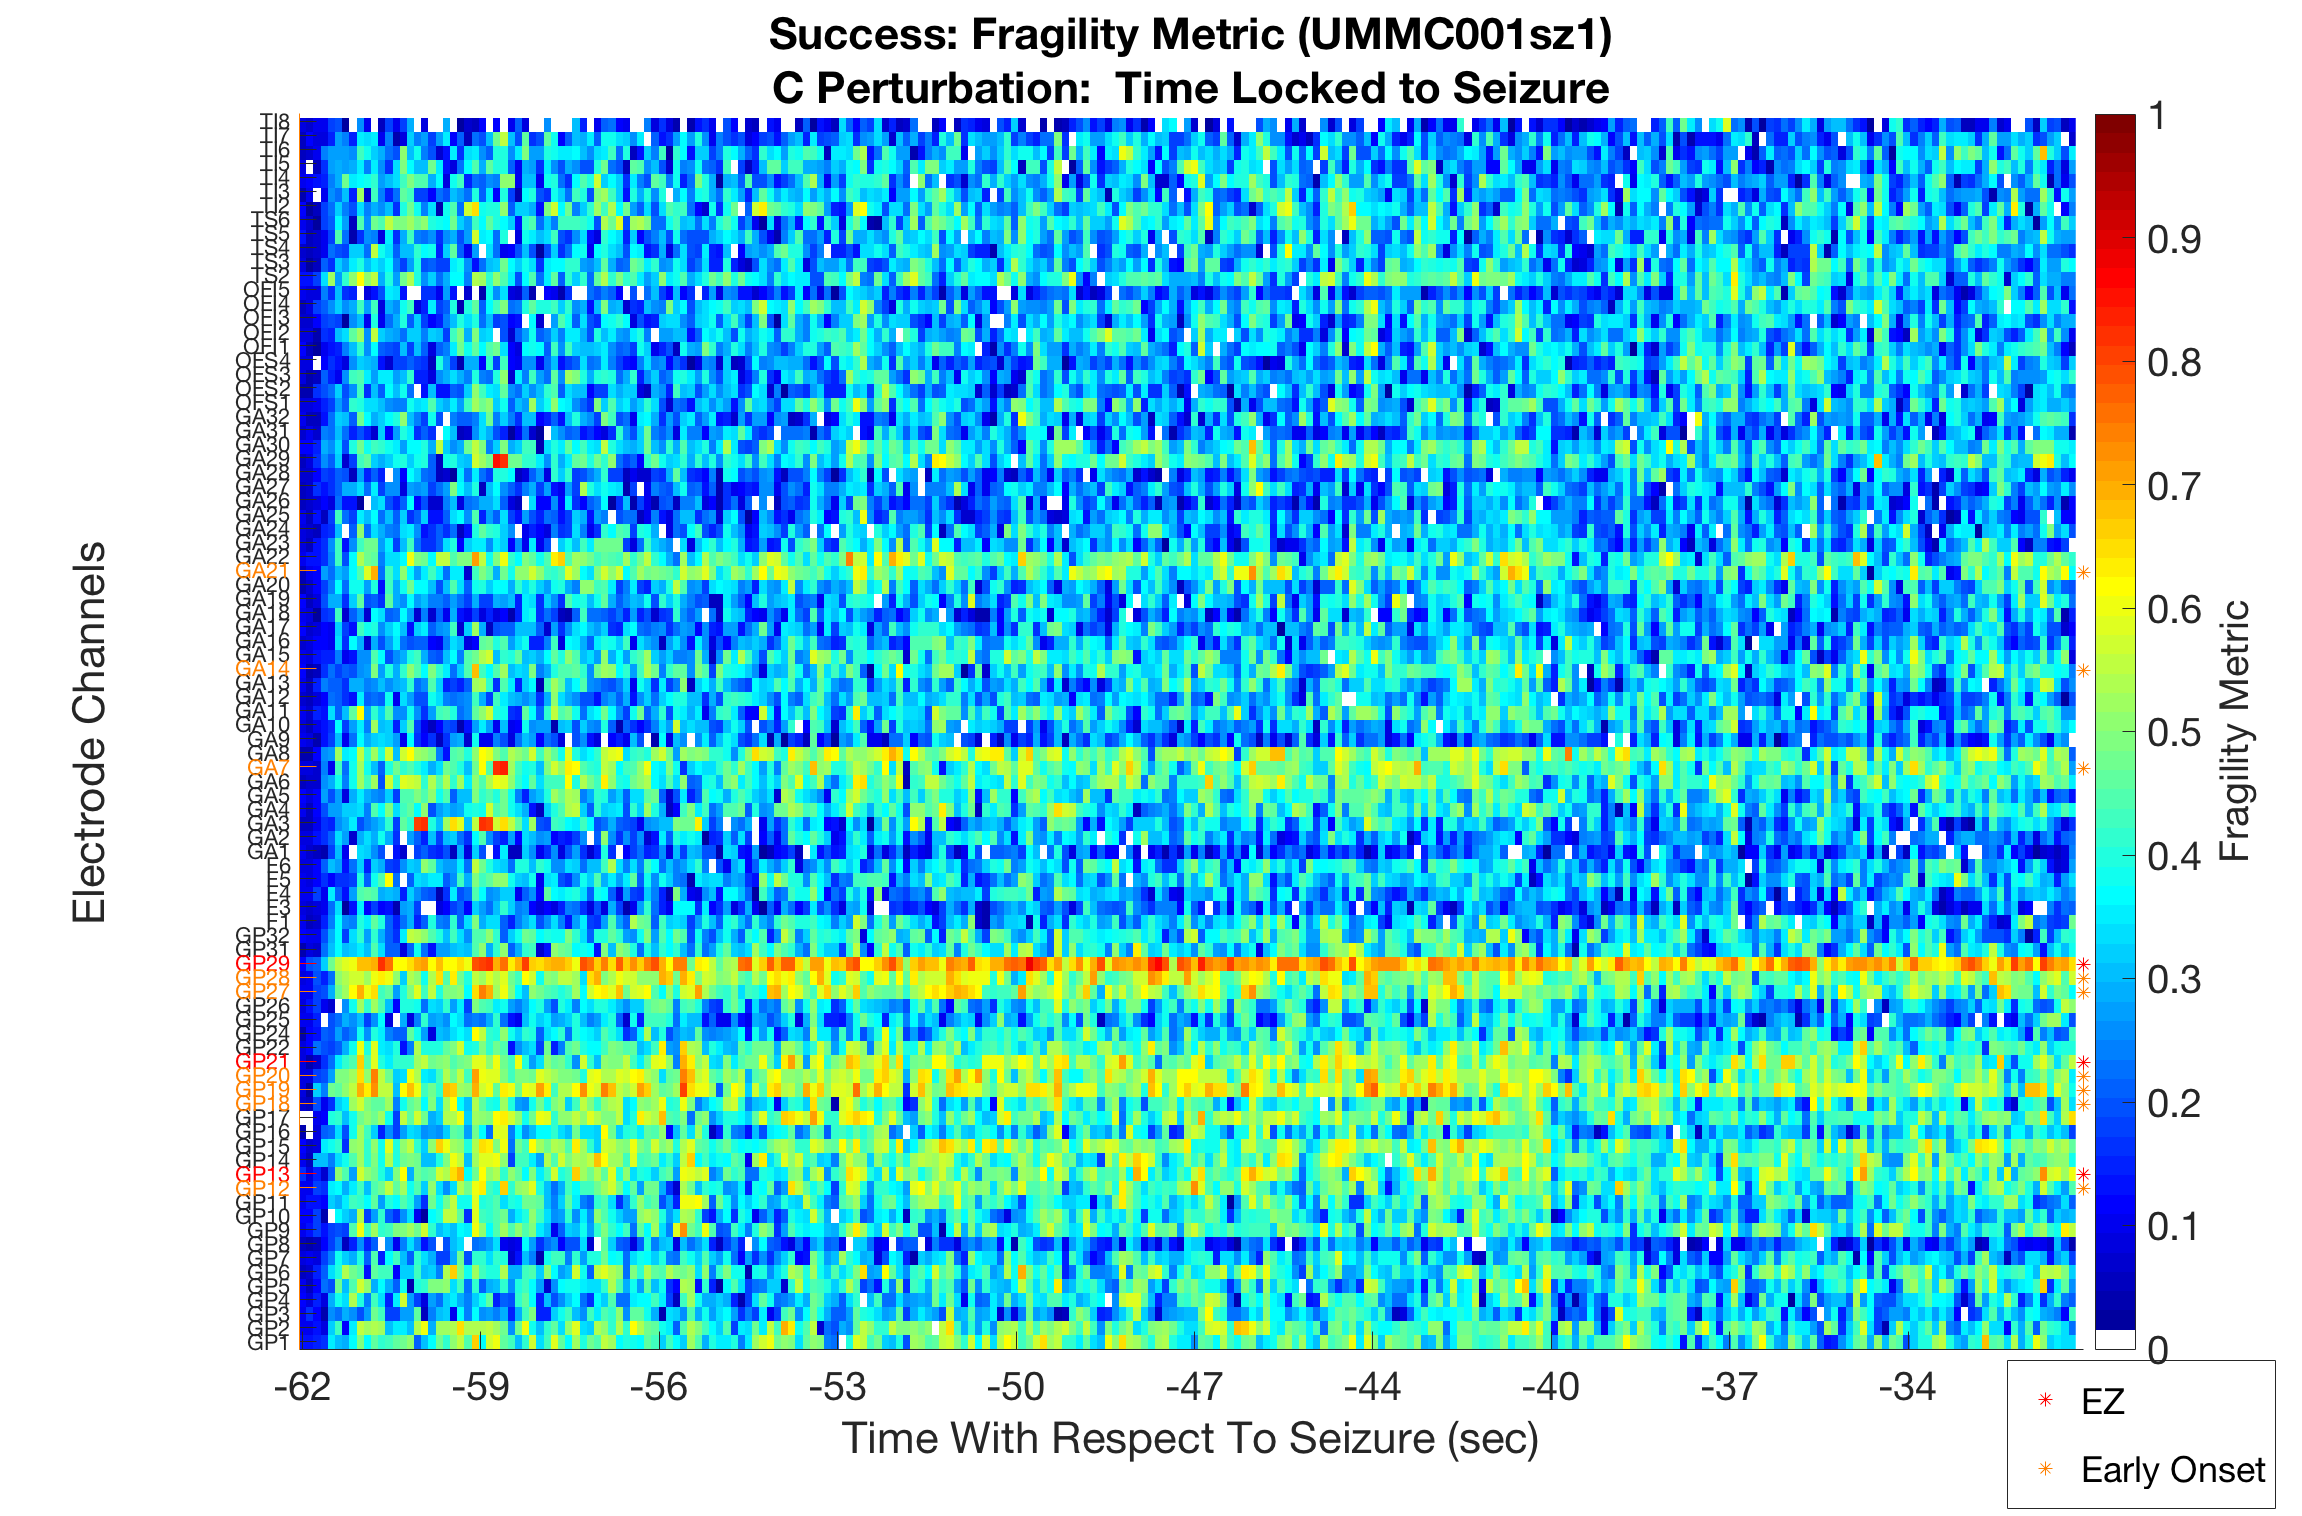 Success: Fragility Metric (UMMC001sz1)
C Perturbation: Time Locked to Seizure
Electrode Channels
TI8
TI7
TI6
TI5
TI4
TI3
TI2
TS6
TS5
TS4
TS3
TS2
OFI5
OFI4
OFI3
OFI2
OFI1
OFS4
OFS3
OFS2
OFS1
GA32
GA31
GA30
GA29
GA28
GA27
GA26
GA25
GA24
GA23
GA22
GA21
GA20
GA19
GA18
GA17
GA16
GA15
GA14
GA13
GA12
GA11
GA10
GA9
GA8
GA7
GA6
GA5
GA4
GA3
GA2
GA1
GP32
GP31
GP29
GP28
GP27
GP26
GP25
GP24
GP22
GP21
GP20
GP19
GP18
GP17
GP16
GP15
GP14
GP13
GP12
GP11
GP10
GP9
GP8
GP7
GP6
GP5
GP4
GP3
GP2
GP1
-62 -59 -56 -53 -50 -47 -44 -40 -37 -34
Time With Respect To Seizure (sec)
1
0.9
0.8
0.7
0.6
0.5
0.4
0.3
0.2
0.1
0
Fragility Metric
EZ
Early Onset